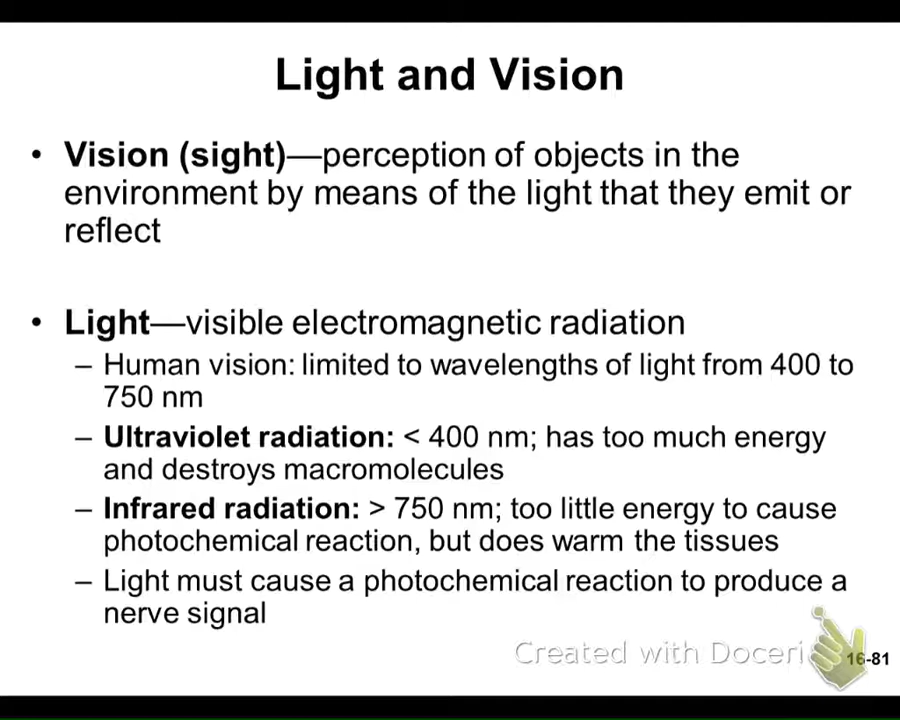 Light and Vision
• Vision (sight)—perception of objects in the
environment by means of the light that they emit or
reflect
• Light—visible electromagnetic radiation
– Human vision: limited to wavelengths of light from 400 to
750 nm
– Ultraviolet radiation: < 400 nm; has too much energy
and destroys macromolecules
– Infrared radiation: > 750 nm; too little energy to cause
photochemical reaction, but does warm the tissues
– Light must cause a photochemical reaction to produce a
nerve signal
Created with Doceri
16-81